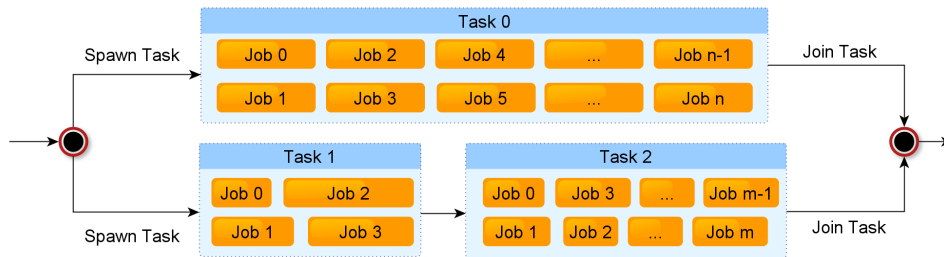 Task 0
Spawn Task
Job 0 Job 2 Job 4 ... Job n-1
Join Task
Job 1 Job 3 Job 5 ... Job n
Task 1
Task 2
Job 0 Job 2
Job 0 Job 3 ... Job m-1
Spawn Task
Job 1 Job 3
Job 1 Job 2 ... Job m
Join Task